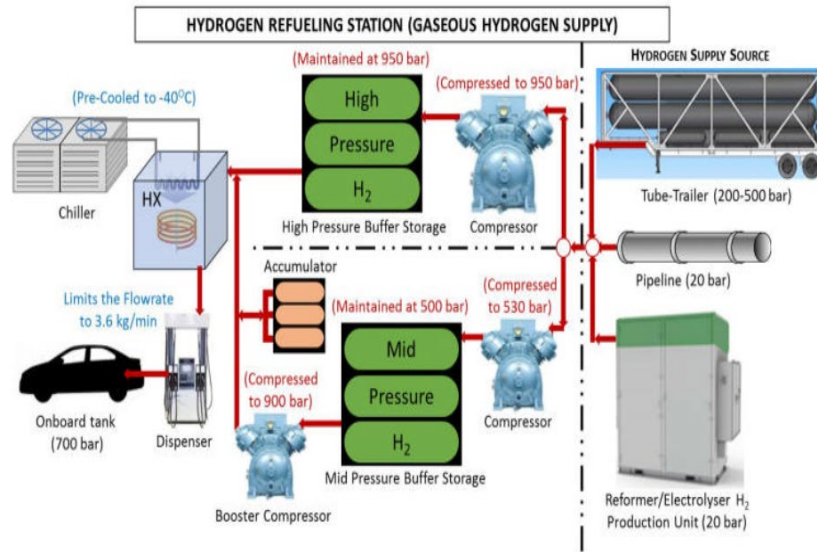 HYDROGEN REFUELING STATION (GASEOUS HYDROGEN SUPPLY)
(Maintained at 950 bar)
(Compressed to 950 bar)
HYDROGEN SUPPLY SOURCE
(Pre-Cooled to -40⁰C)
High
Pressure
H₂
HX
Chiller
High Pressure Buffer Storage
Compressor
Tube-Trailer (200-500 bar)
Accumulator
Limits the Flowrate
to 3.6 kg/min
(Maintained at 500 bar)
(Compressed
to 530 bar)
Pipeline (20 bar)
Mid
Pressure
H₂
(Compressed
to 900 bar)
Compressor
Onboard tank
(700 bar)
Dispenser
Mid Pressure Buffer Storage
Booster Compressor
Reformer/Electrolyser H₂
Production Unit (20 bar)